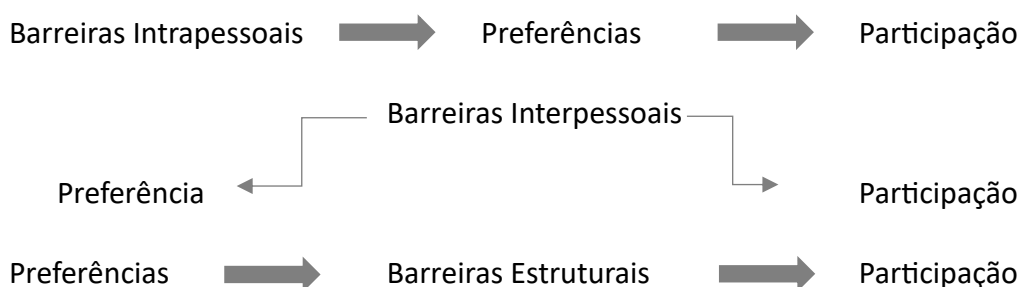 Barreiras Intrapessoais Preferências Participação
Barreiras Interpessoais
Preferência Participação
Preferências Barreiras Estruturais Participação